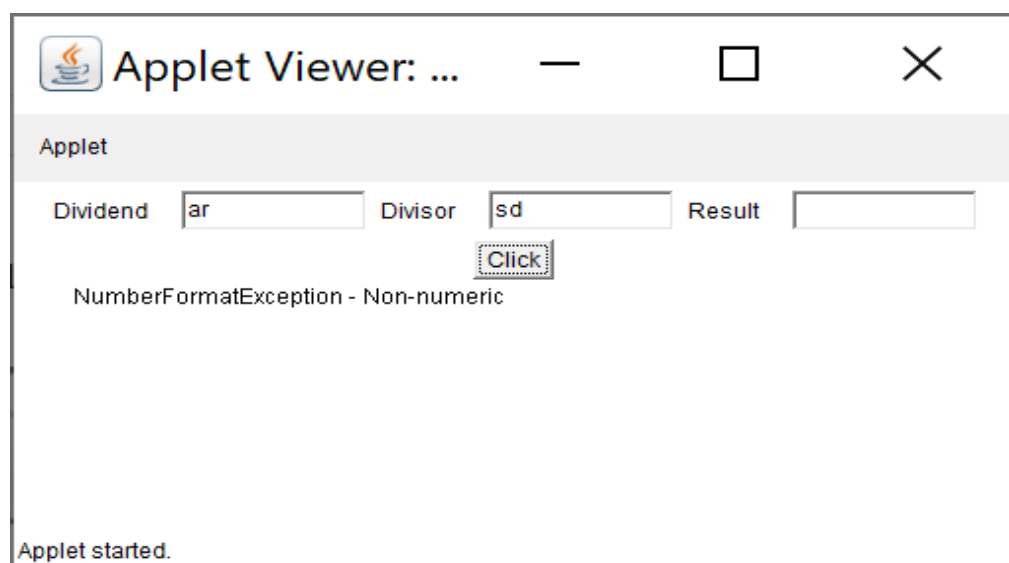 Applet Viewer: ...
Applet
Dividend ar Divisor sd Result
Click
NumberFormatException - Non-numeric
Applet started.